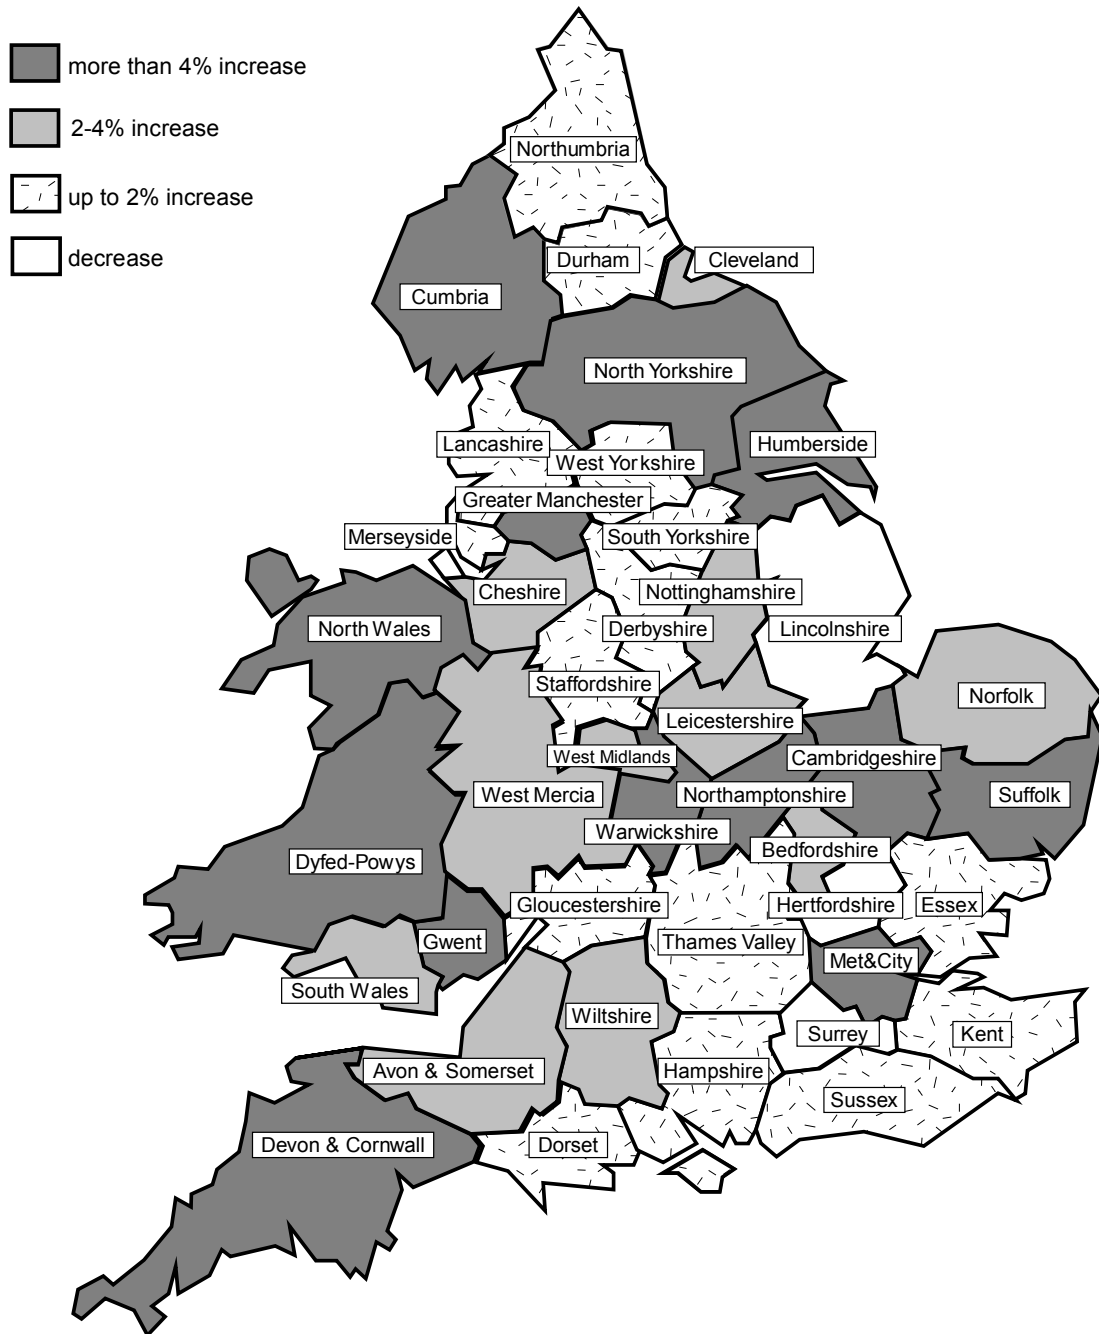 more than 4% increase
2-4% increase
up to 2% increase
decrease
Northumbria
Durham
Cleveland
Cumbria
North Yorkshire
Lancashire
Humberside
West Yorkshire
Greater Manchester
Merseyside
South Yorkshire
Cheshire
Nottinghamshire
North Wales
Derbyshire
Lincolnshire
Staffordshire
Norfolk
Leicestershire
West Midlands
Cambridgeshire
West Mercia
Northamptonshire
Suffolk
Warwickshire
Bedfordshire
Dyfed-Powys
Gloucestershire
Hertfordshire
Essex
Gwent
Thames Valley
Met&City
South Wales
Wiltshire
Surrey
Kent
Avon & Somerset
Hampshire
Sussex
Devon & Cornwall
Dorset